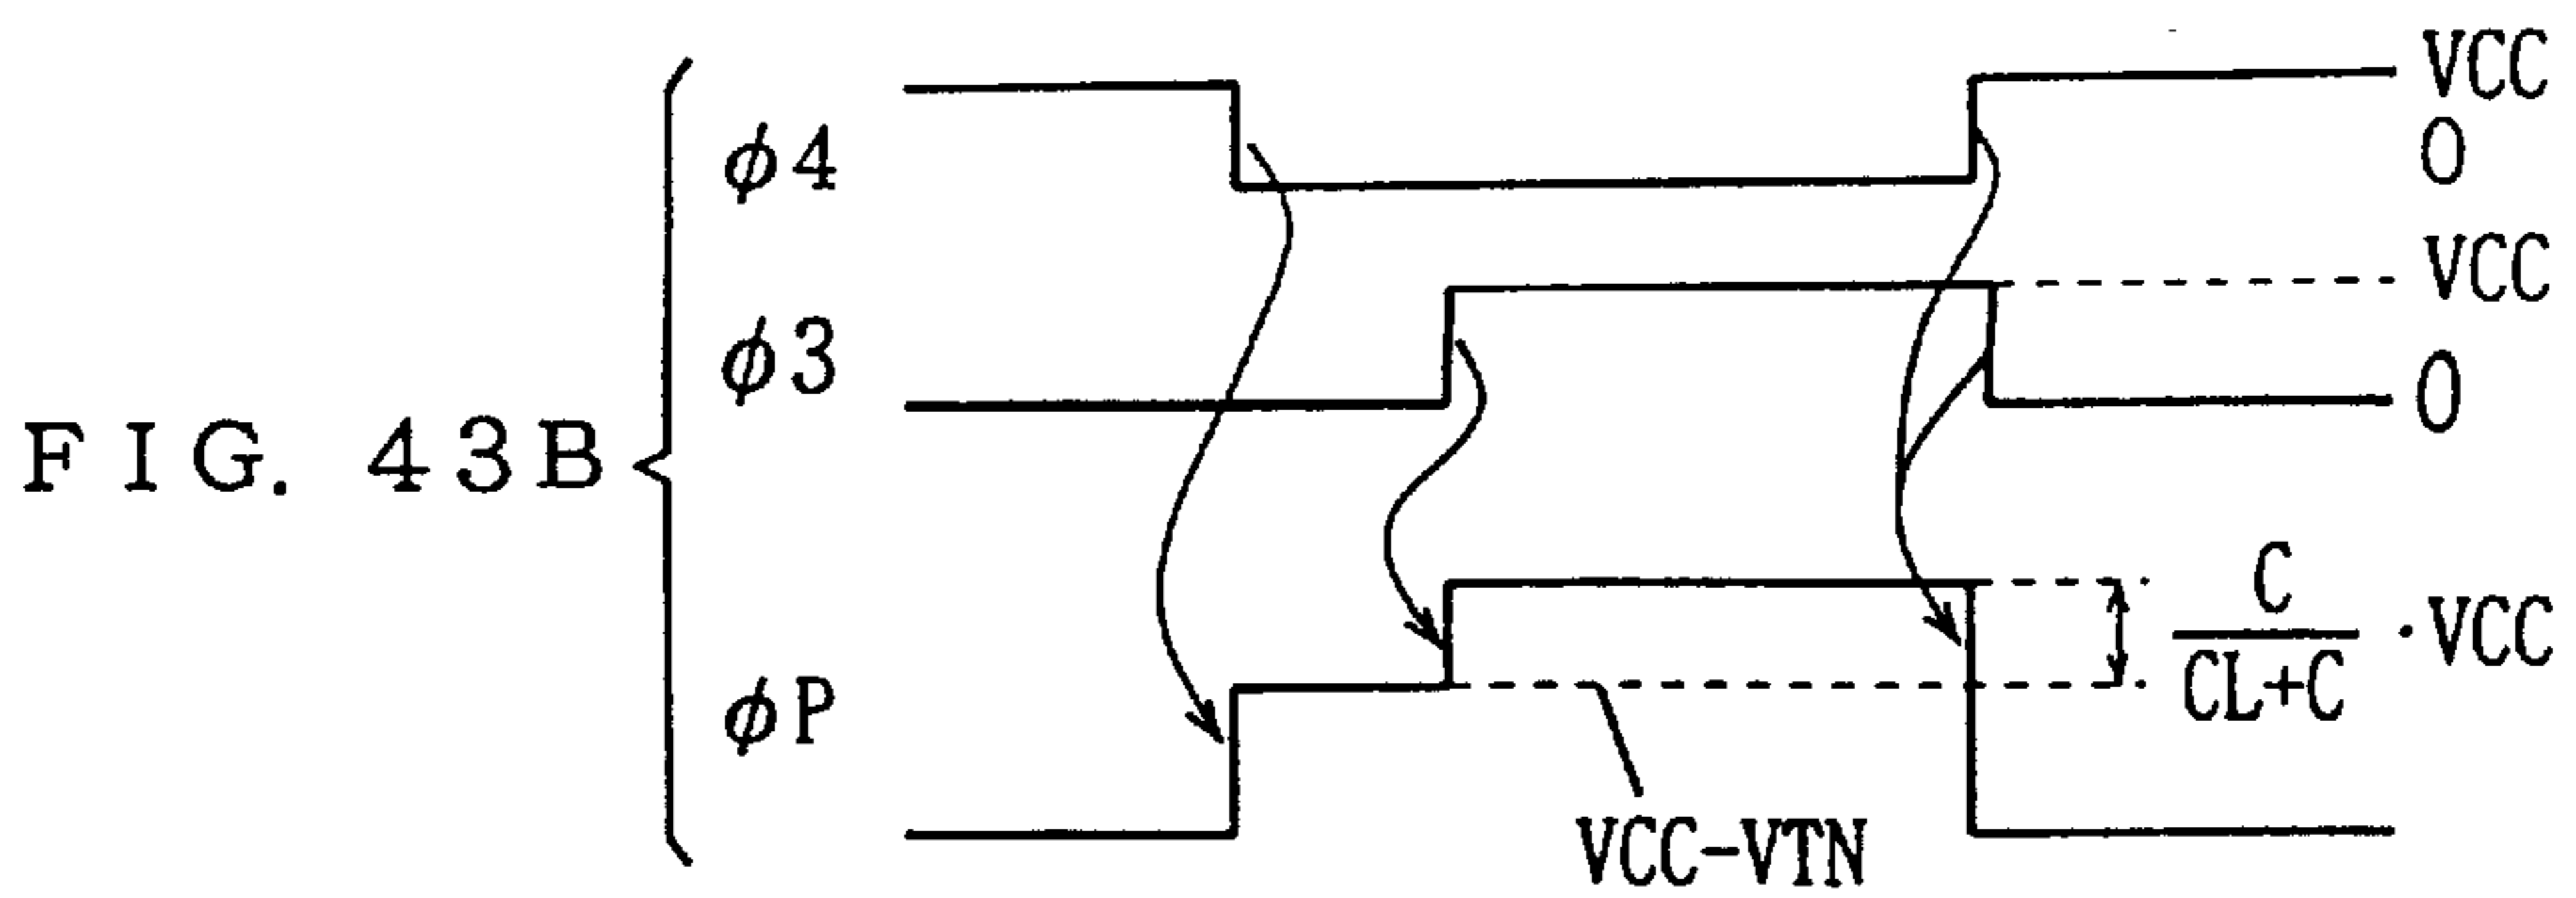 FIG. 43B
φ4
VCC
0
φ3
VCC
0
φP
C
CL+C
·VCC
VCC-VTN